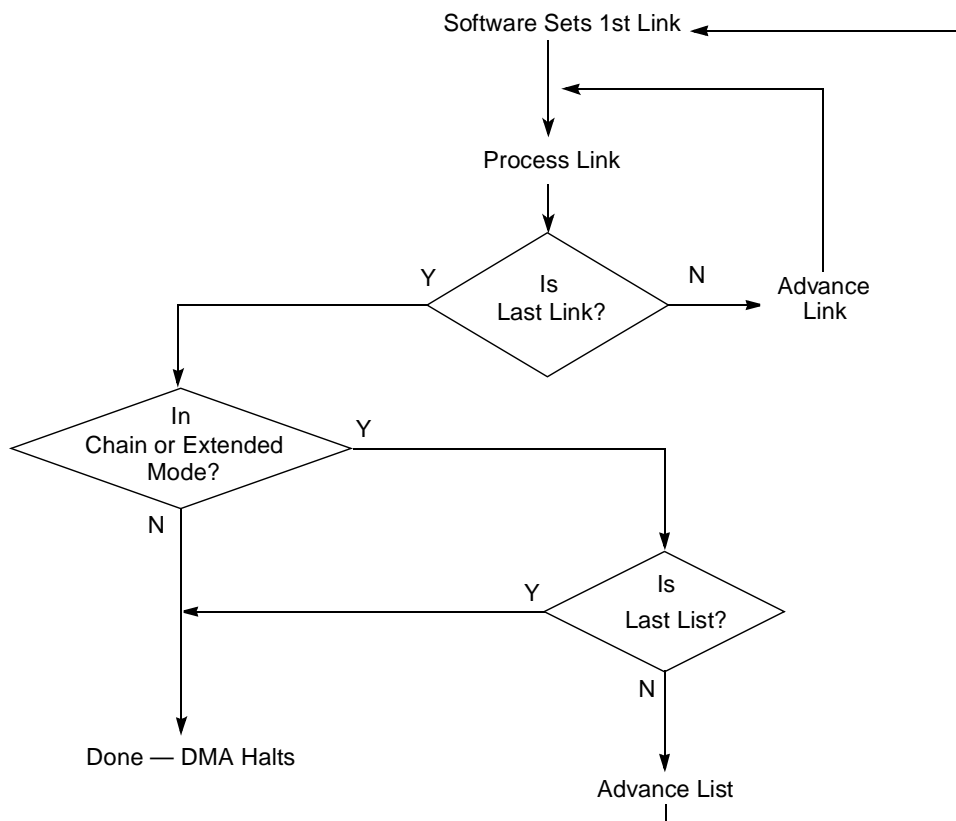 Software Sets 1st Link
Process Link
Y
Is
Last Link?
N
Advance
Link
In
Chain or Extended
Mode?
Y
N
Y
Is
Last List?
N
Done — DMA Halts
Advance List